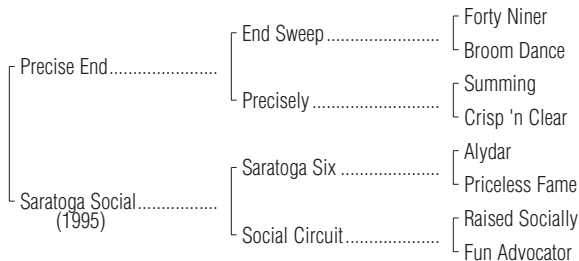 Forty Niner
End Sweep......................
Broom Dance
Precise End.....................
Summing
Precisely.........................
Crisp 'n Clear
Alydar
Saratoga Six...................
Priceless Fame
Saratoga Social...............
(1995)
Raised Socially
Social Circuit..................
Fun Advocator